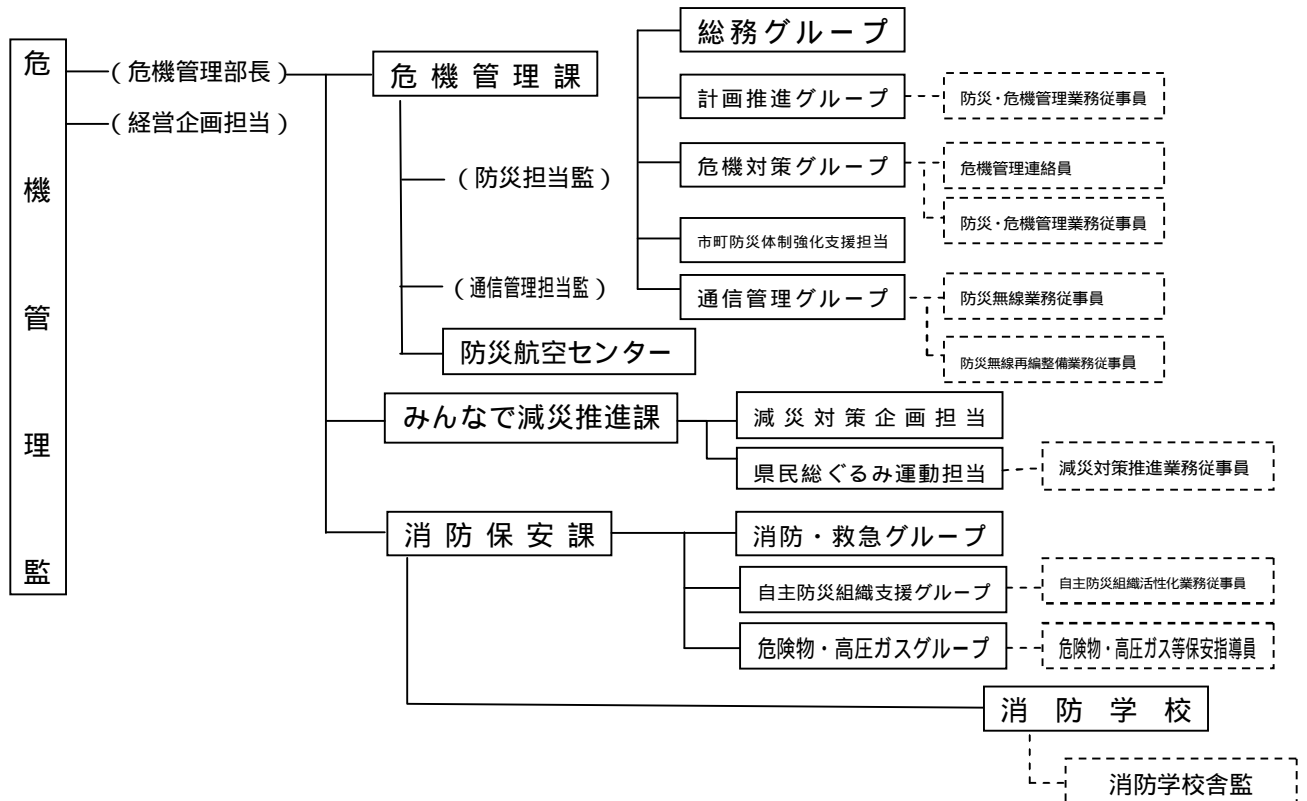 危機管理監
（危機管理部長）
（経営企画担当）
危機管理課
（防災担当監）
（通信管理担当監）
防災航空センター
総務グループ
計画推進グループ
防災・危機管理業務従事員
危機対策グループ
危機管理連絡員
防災・危機管理業務従事員
市町防災体制強化支援担当
通信管理グループ
防災無線業務従事員
防災無線再編整備業務従事員
みんなで減災推進課
減災対策企画担当
県民総ぐるみ運動担当
減災対策推進業務従事員
消防保安課
消防・救急グループ
自主防災組織支援グループ
自主防災組織活性化業務従事員
危険物・高圧ガスグループ
危険物・高圧ガス等保安指導員
消防学校
消防学校舎監